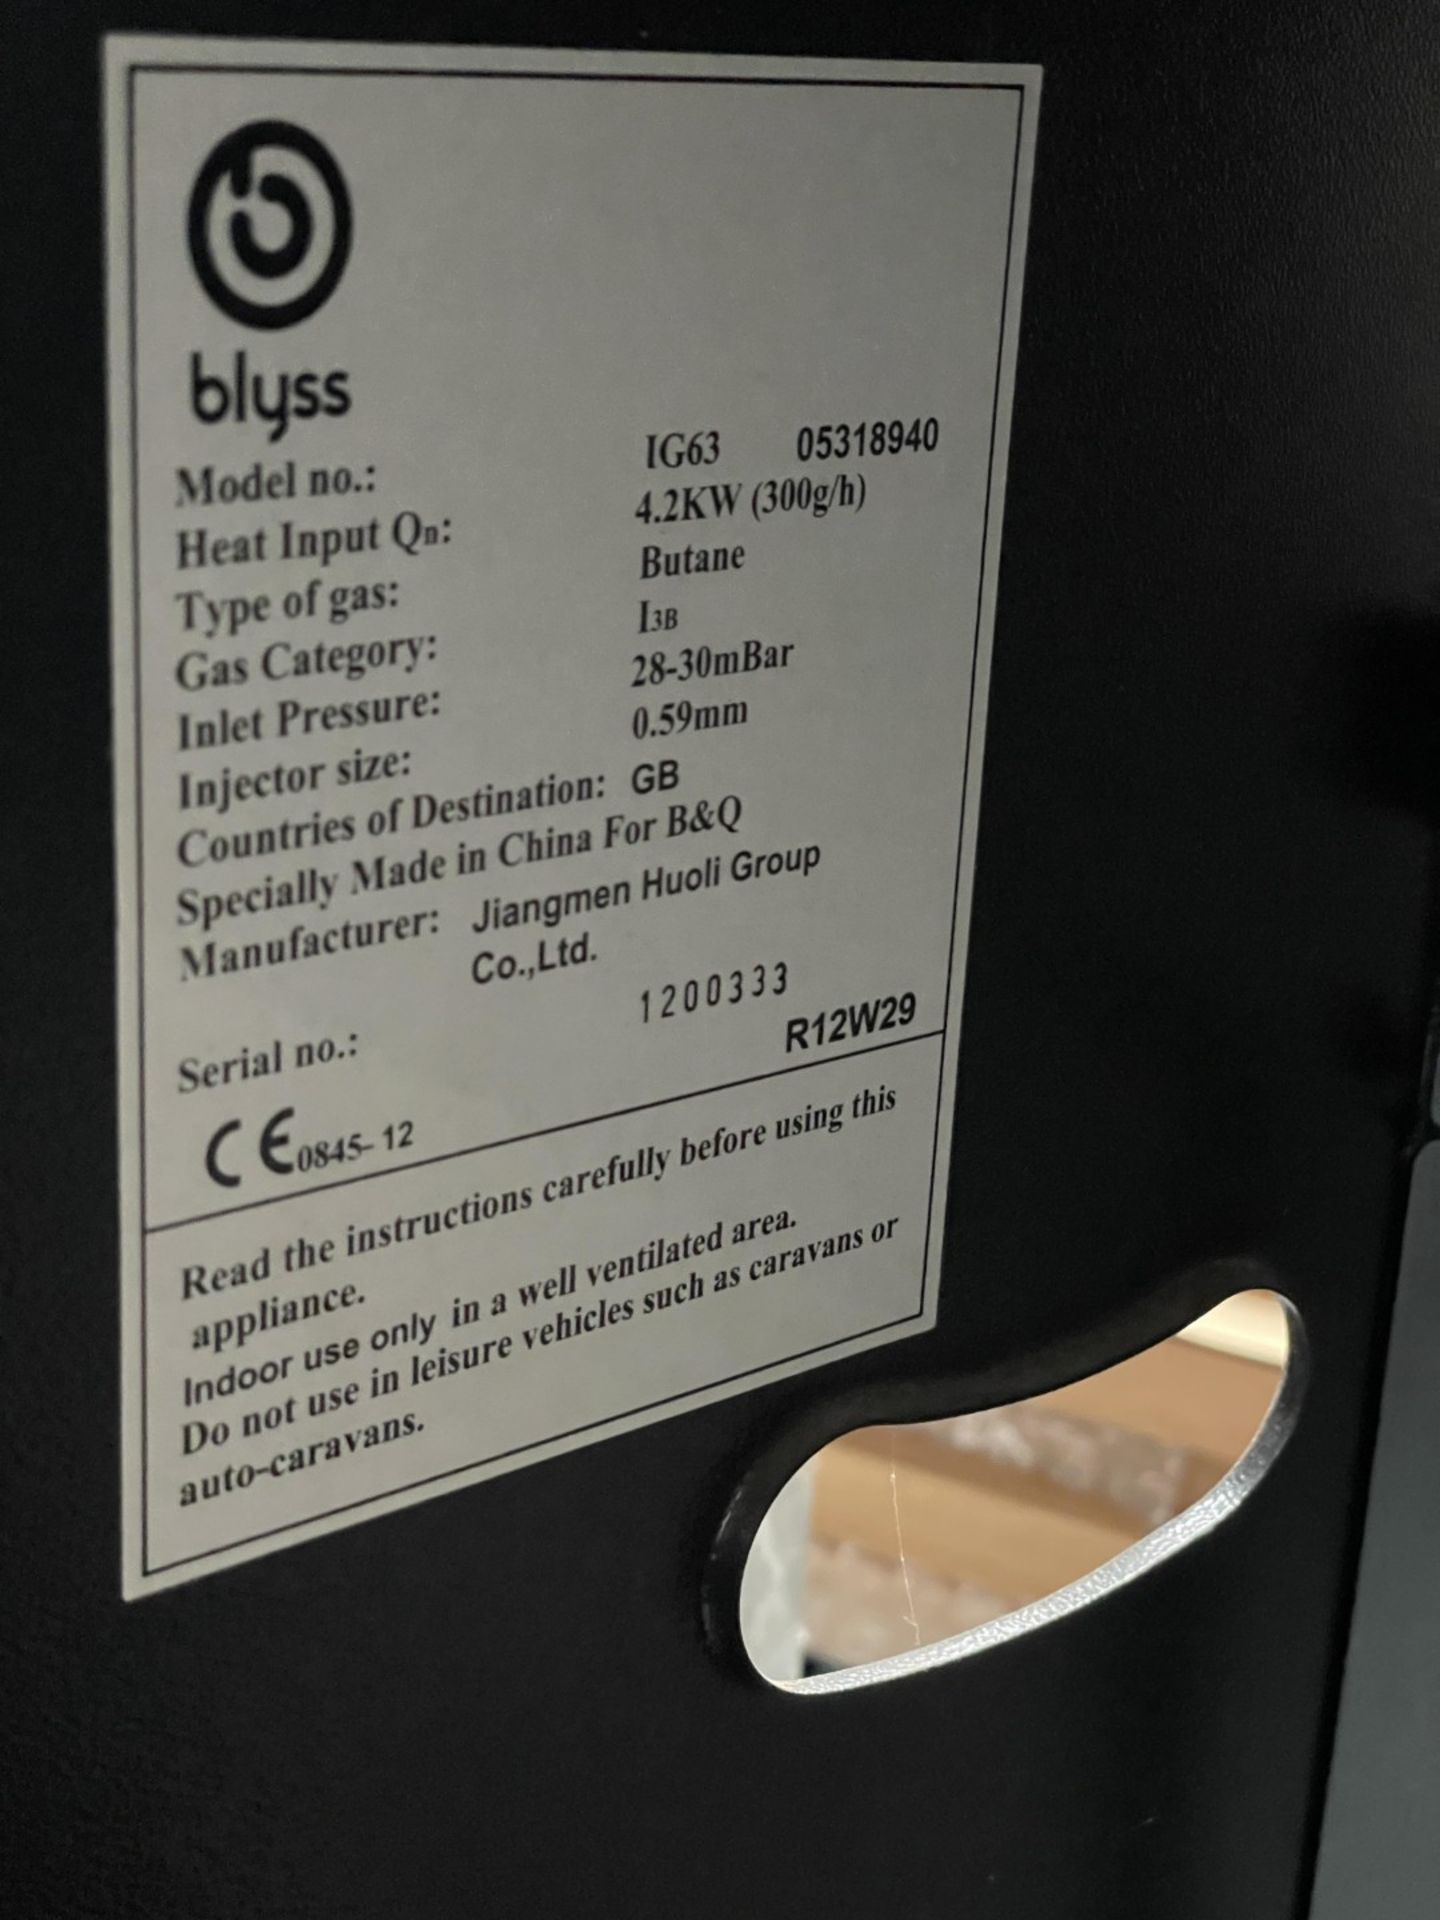 blyss
Model no.: IG63 05318940
Heat Input Qn: 4.2KW (300g/h)
Type of gas: Butane
Gas Category: I3B
Inlet Pressure: 28-30mBar
Injector size: 0.59mm
Countries of Destination: GB
Specially Made in China For B&Q
Manufacturer: Jiangmen Huoli Group
Co.,Ltd.
Serial no.: 1200333
R12W29
CE0845-12
Read the instructions carefully before using this
appliance.
Indoor use only in a well ventilated area.
Do not use in leisure vehicles such as caravans or
auto-caravans.